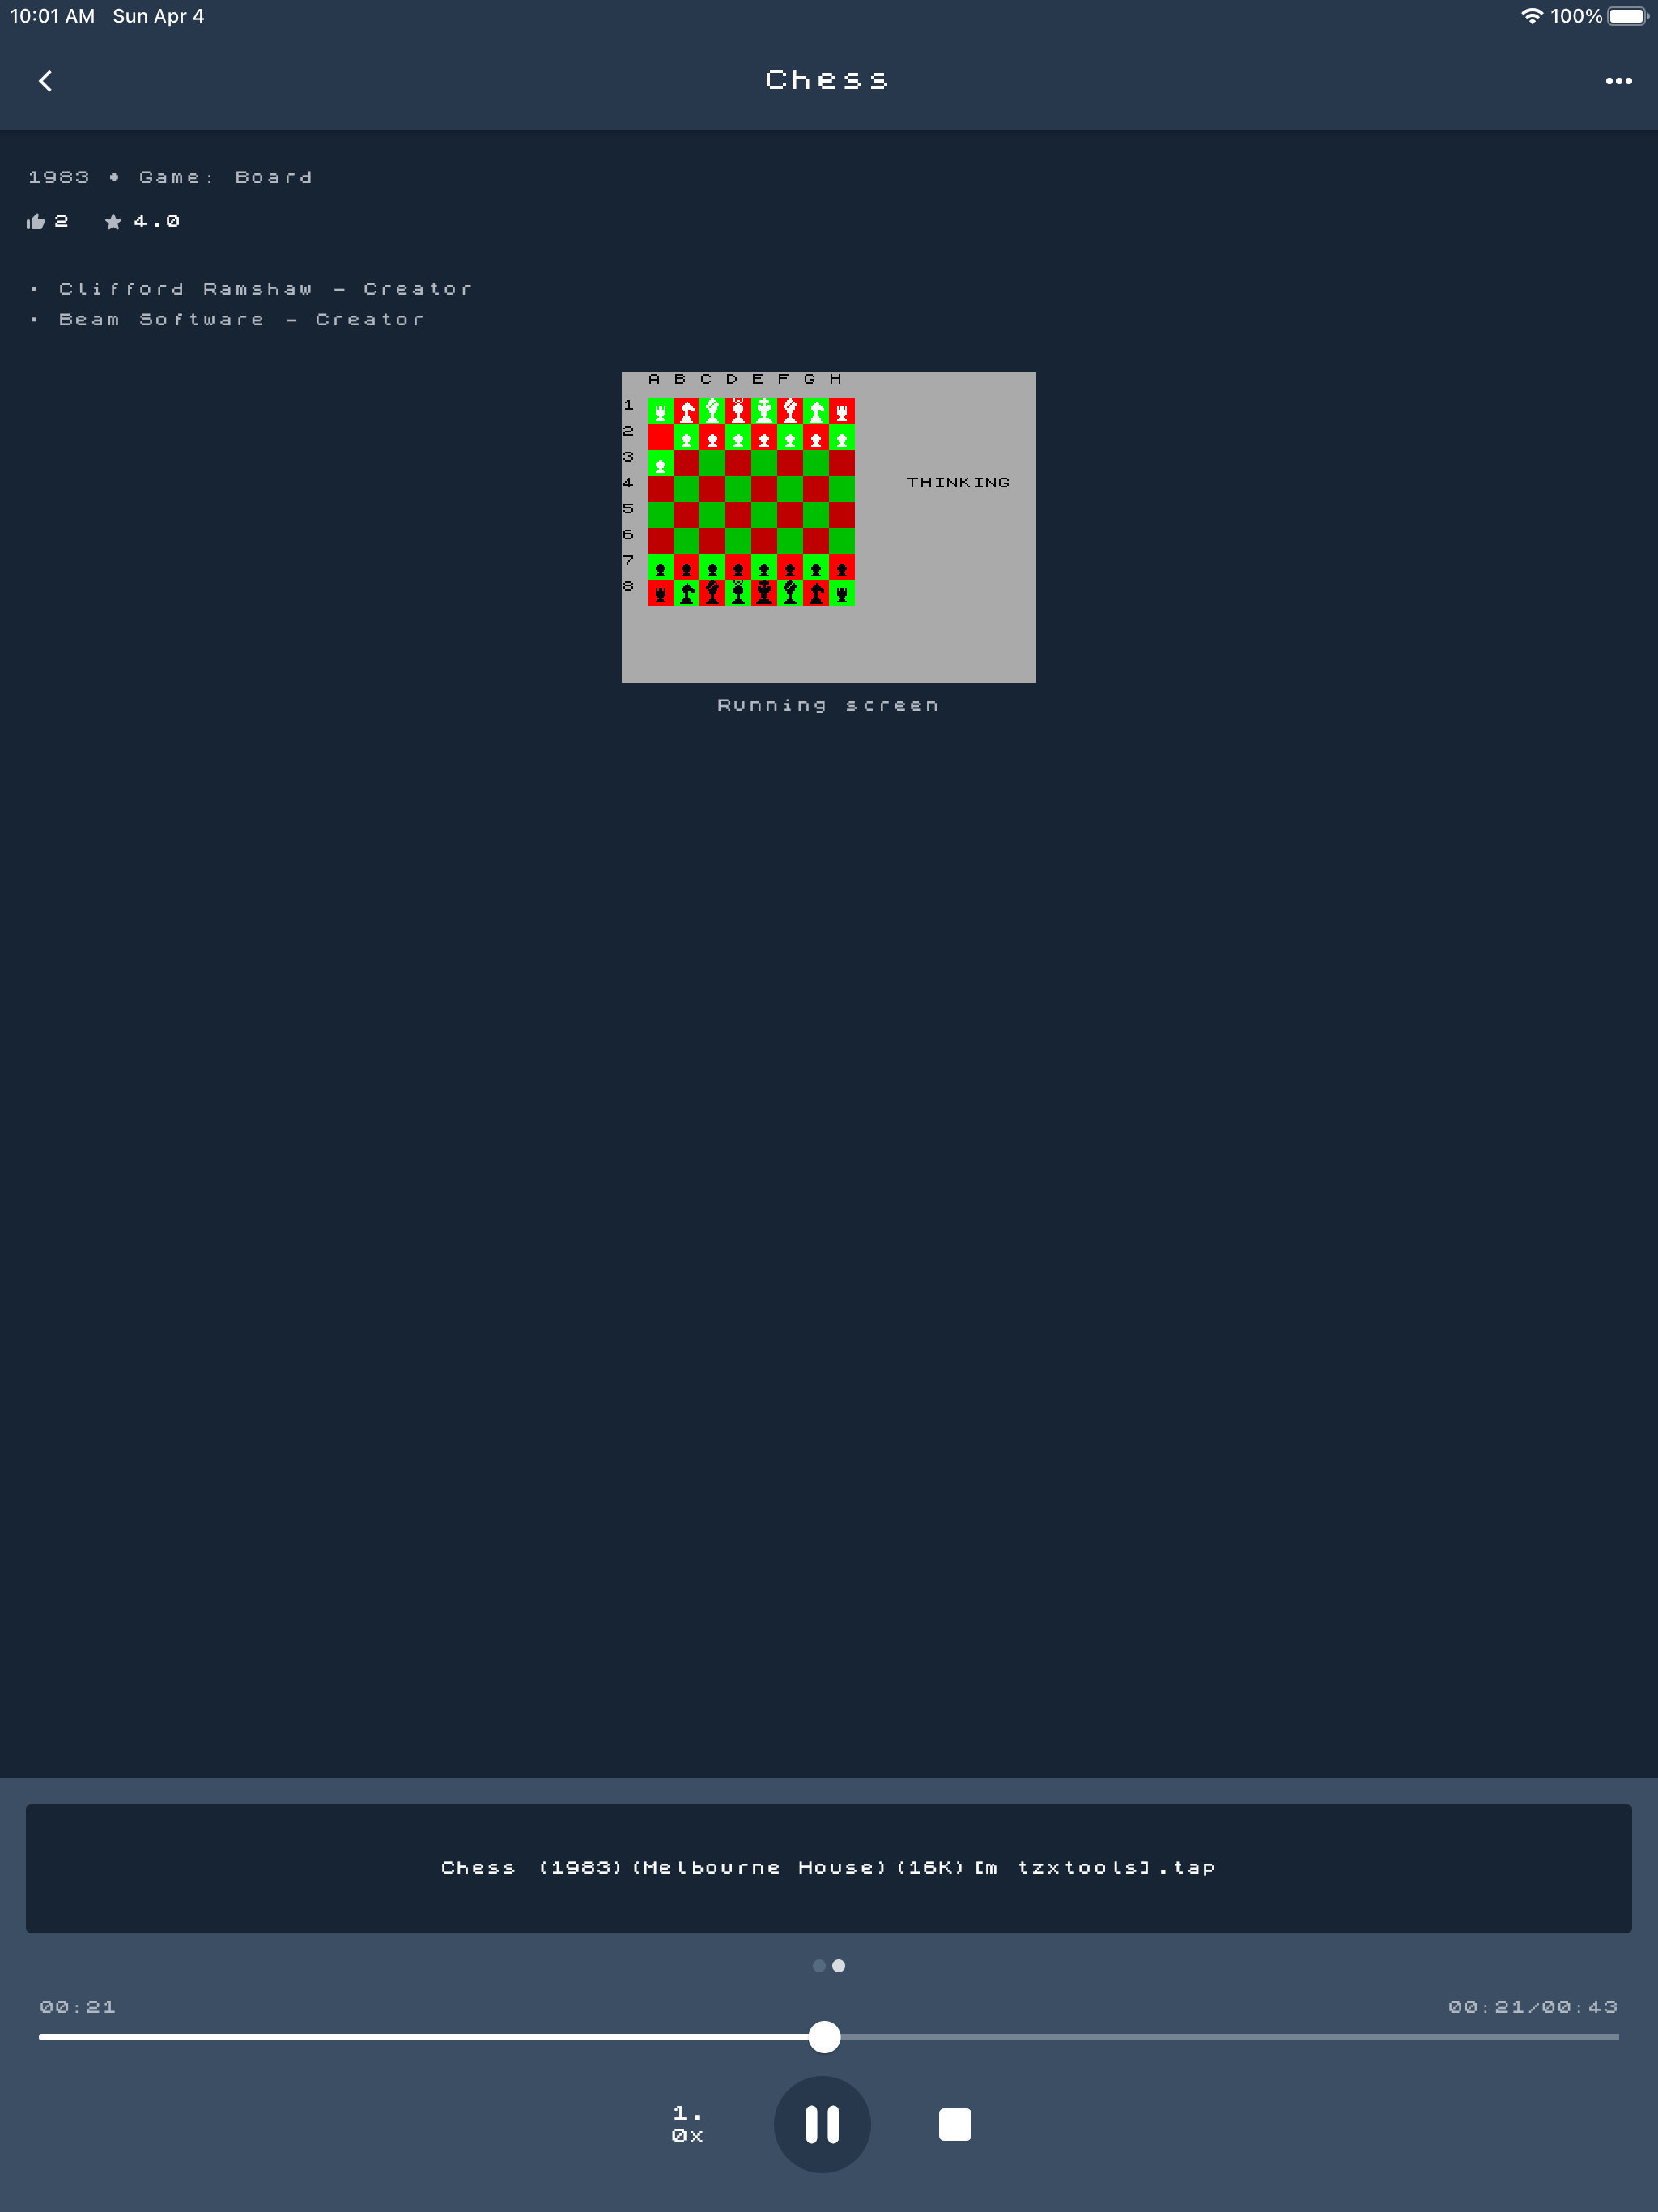 10:01 AM Sun Apr 4 100%
Chess
1983 • Game: Board
2 4.0
• Clifford Ramshaw - Creator
• Beam Software - Creator
A B C D E F G H
1
2
3
4 THINKING
5
6
7
8
Running screen
Chess (1983)(Melbourne House)(16K)[m tzxtools].tap
00:21 00:21/00:43
1.
0x